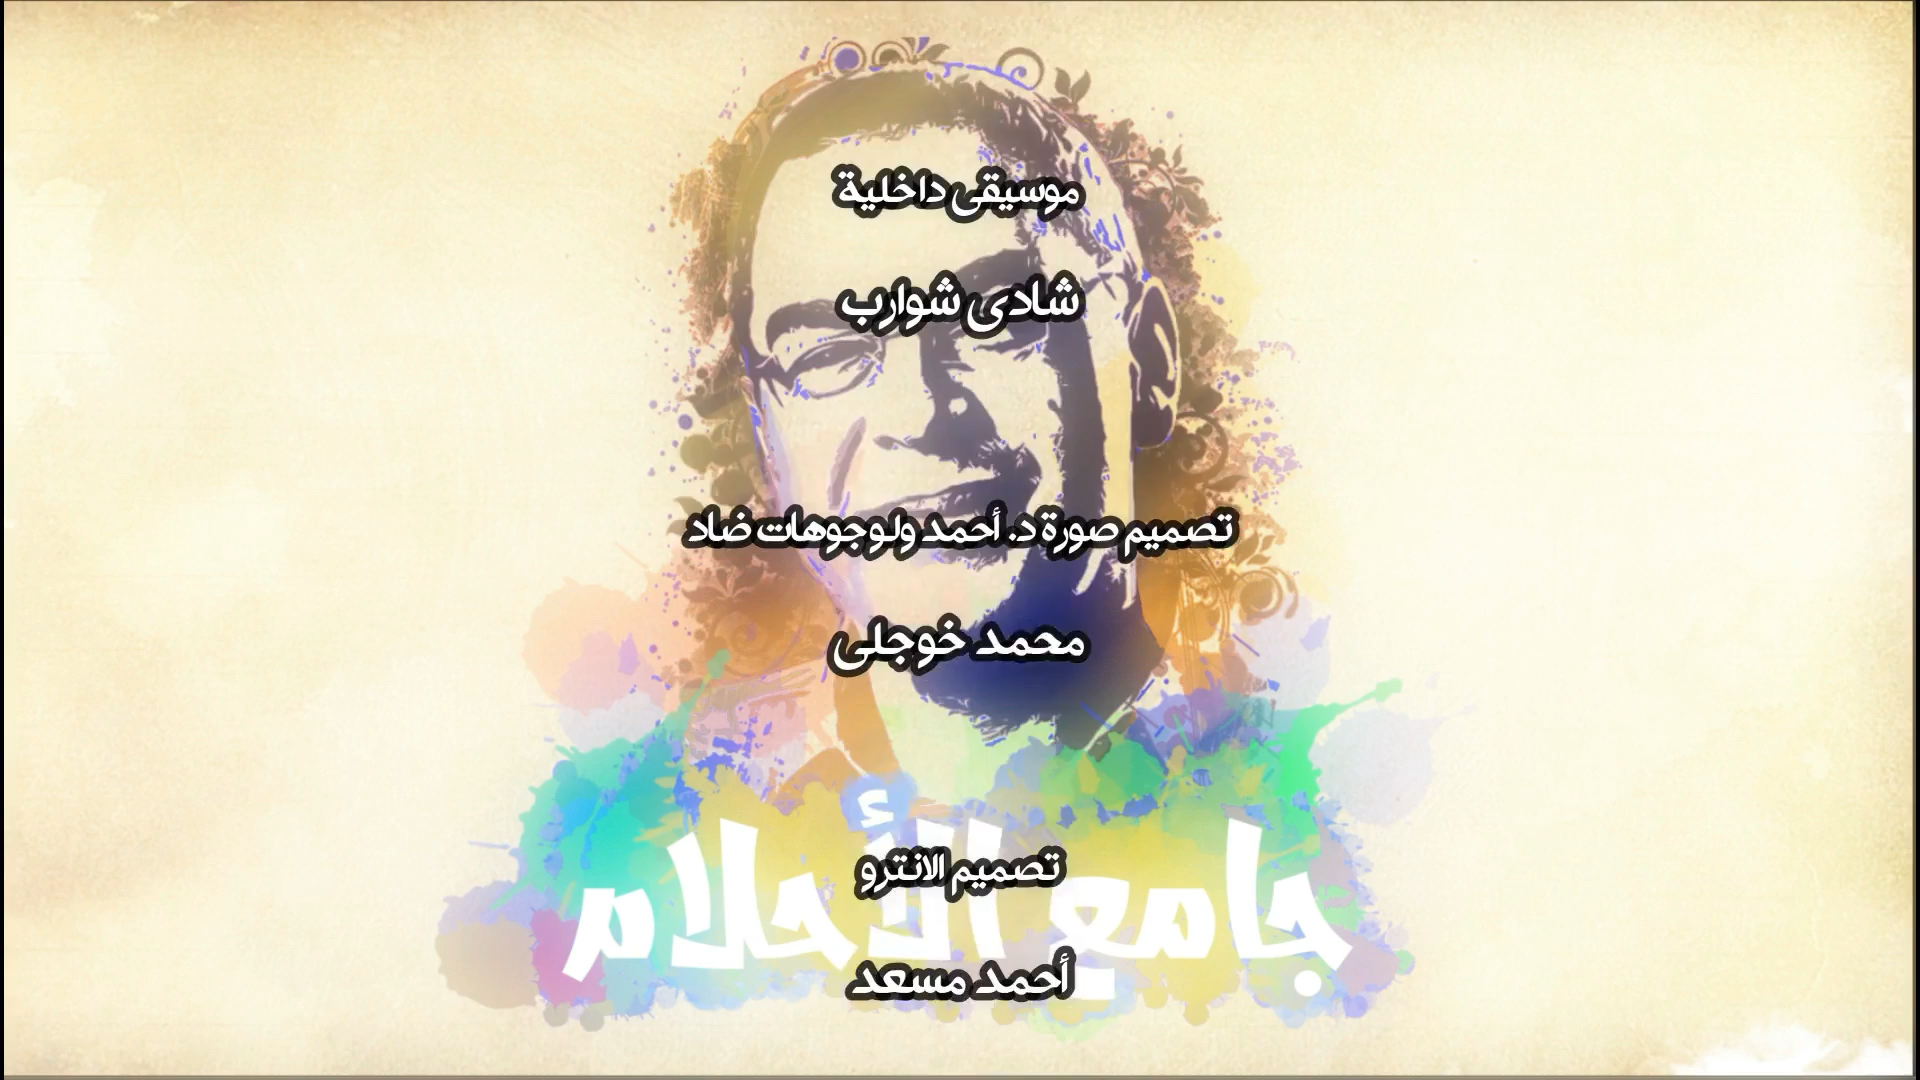 موسيقى داخلية
شادى شوارب
تصميم صورة د. أحمد ولوجوهات ضاد
محمد خوجلى
جامع الأحلام
تصميم الانترو
أحمد مسعد